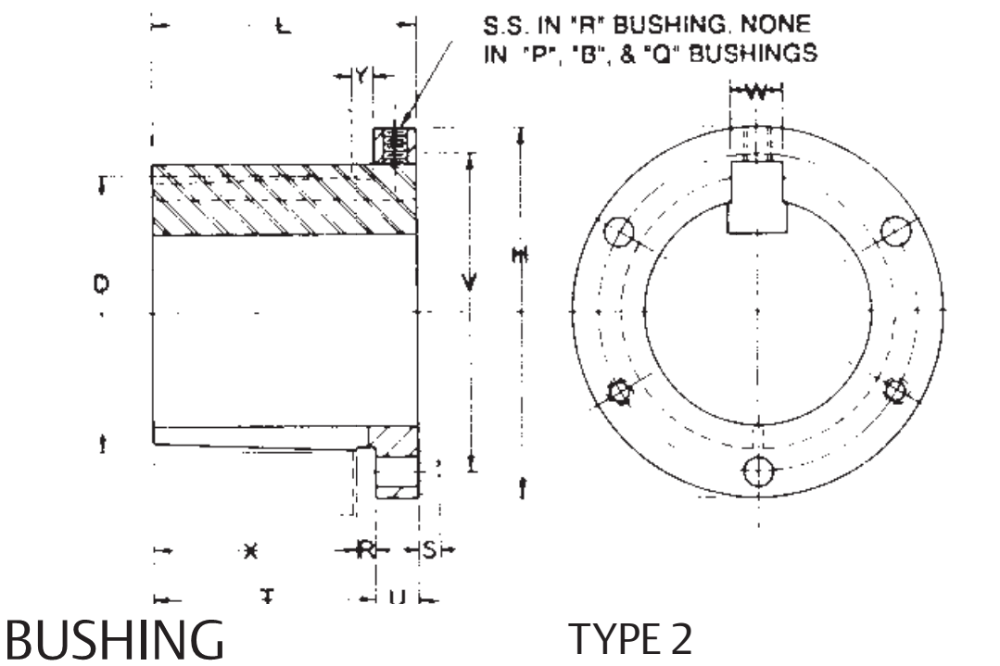 L
S.S. IN "R" BUSHING, NONE
IN "P", "B", & "Q" BUSHINGS
Y
W
D
V
E
X
R
S
T
U
BUSHING
TYPE 2